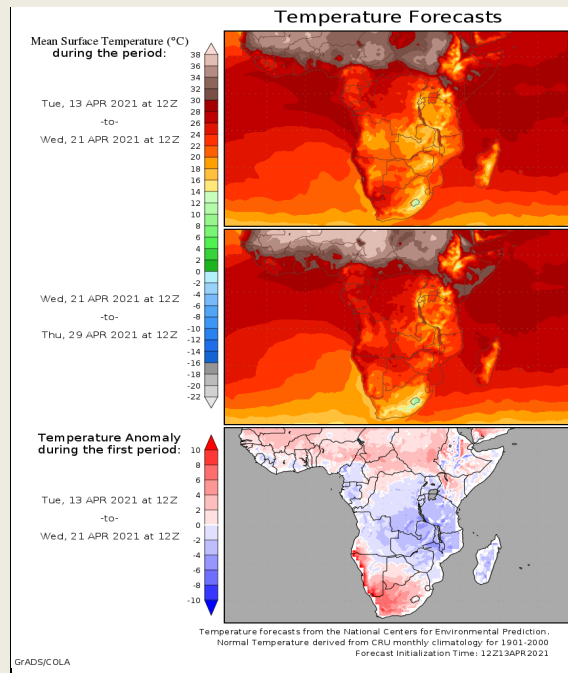 Temperature Forecasts
Mean Surface Temperature (°C)
during the period:
Tue, 13 APR 2021 at 12Z
-to-
Wed, 21 APR 2021 at 12Z
38
36
34
32
30
28
26
24
22
20
18
16
14
12
10
8
6
4
2
-2
-4
-6
-8
-10
-12
-14
-16
-18
-20
-22
Wed, 21 APR 2021 at 12Z
-to-
Thu, 29 APR 2021 at 12Z
Temperature Anomaly
during the first period:
Tue, 13 APR 2021 at 12Z
-to-
Wed, 21 APR 2021 at 12Z
10
8
6
4
2
0
-2
-4
-6
-8
-10
Temperature forecasts from the National Centers for Environmental Prediction.
Normal Temperature derived from CRU monthly climatology for 1901-2000
Forecast Initialization Time: 12Z13APR2021
GrADS/COLA